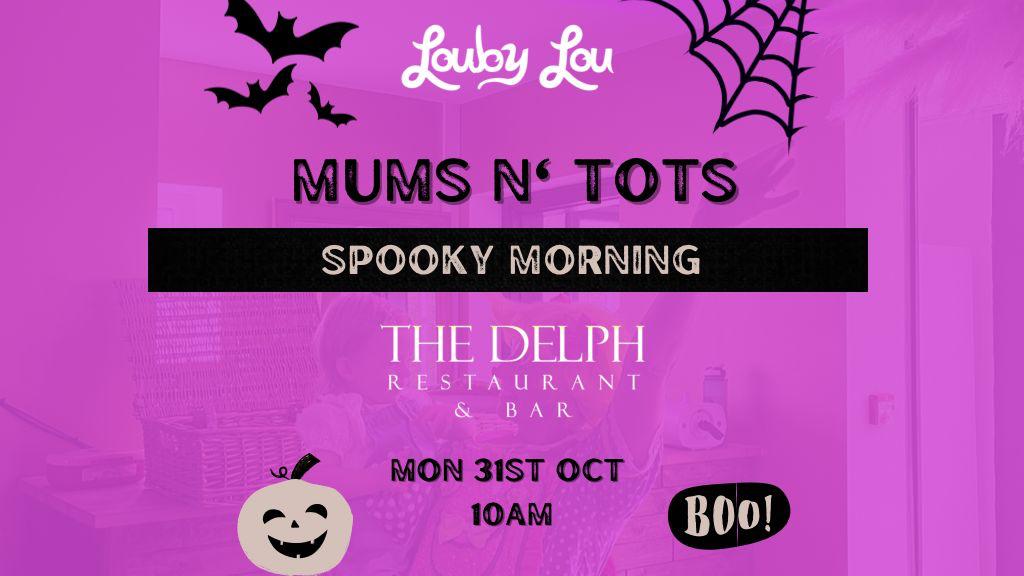 Louby Lou
MUMS N‘ TOTS
SPOOKY MORNING
THE DELPH
RESTAURANT
& BAR
MON 31ST OCT
10AM
BOO!